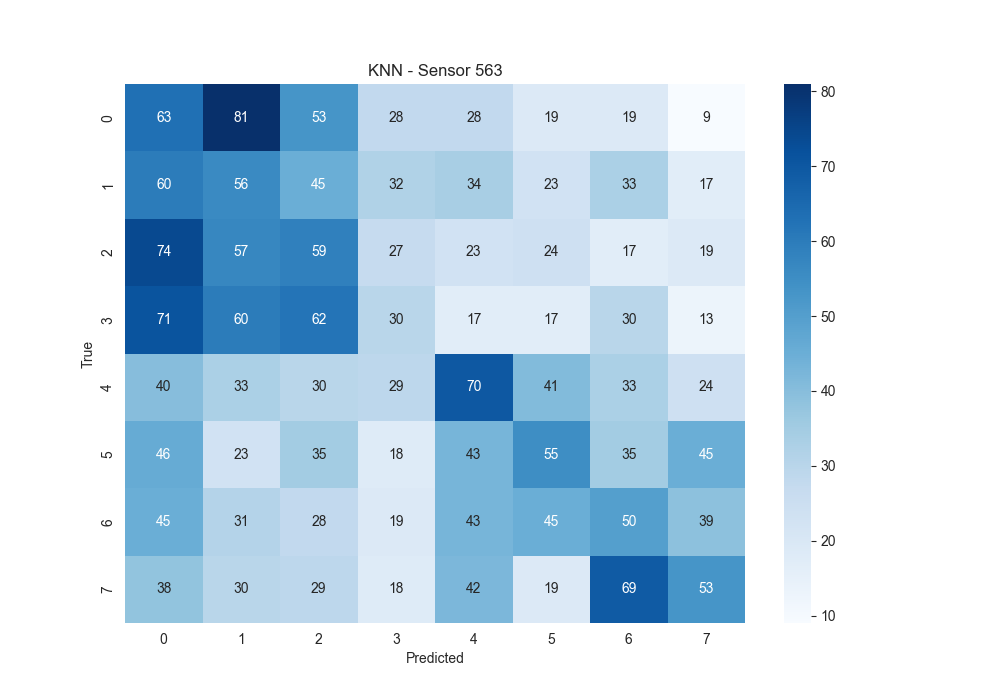 KNN - Sensor 563
0 63 81 53 28 28 19 19 9
1 60 56 45 32 34 23 33 17
2 74 57 59 27 23 24 17 19
3 71 60 62 30 17 17 30 13
True
4 40 33 30 29 70 41 33 24
5 46 23 35 18 43 55 35 45
6 45 31 28 19 43 45 50 39
7 38 30 29 18 42 19 69 53
0 1 2 3 4 5 6 7
Predicted
80
70
60
50
40
30
20
10